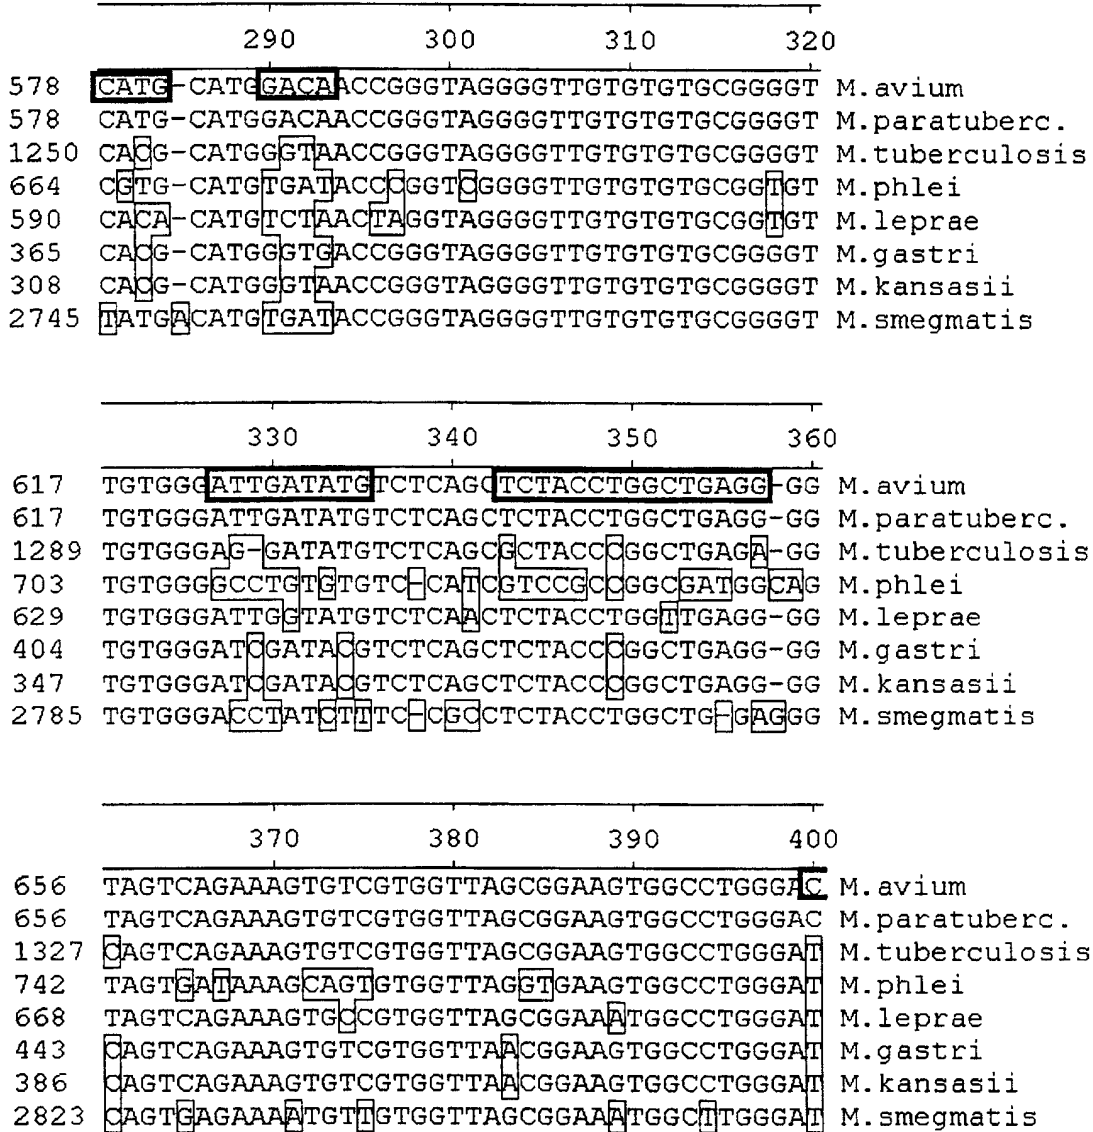 290 300 310 320
578 CATG-CATGGACAACCGGGTAGGGGTTGTGTGTGCGGGGT M.avium
578 CATG-CATGGACAACCGGGTAGGGGTTGTGTGTGCGGGGT M.paratuberc.
1250 CACG-CATGGGTAACCGGGTAGGGGTTGTGTGTGCGGGGT M.tuberculosis
664 CGTG-CATGTGATACCCGGTCGGGGTTGTGTGTGCGGTGT M.phlei
590 CACA-CATGTCTAACTAGGTAGGGGTTGTGTGTGCGGTGT M.leprae
365 CACG-CATGGGTGACCGGGTAGGGGTTGTGTGTGCGGGGT M.gastri
308 CACG-CATGGGTAACCGGGTAGGGGTTGTGTGTGCGGGGT M.kansasii
2745 TATGACATGTGATACCGGGTAGGGGTTGTGTGTGCGGGGT M.smegmatis
330 340 350 360
617 TGTGGGATTGATATGTCTCAGCTCTACCTGGCTGAGG-GG M.avium
617 TGTGGGATTGATATGTCTCAGCTCTACCTGGCTGAGG-GG M.paratuberc.
1289 TGTGGGAG-GATATGTCTCAGCGCTACCCGGCTGAGA-GG M.tuberculosis
703 TGTGGGGCCTGTGTGTC-CATCGTCCGCCGGCGATGGCAG M.phlei
629 TGTGGGATTGGTATGTCTCAACTCTACCTGGTTGAGG-GG M.leprae
404 TGTGGGATCGATACGTCTCAGCTCTACCCGGCTGAGG-GG M.gastri
347 TGTGGGATCGATACGTCTCAGCTCTACCCGGCTGAGG-GG M.kansasii
2785 TGTGGGACCTATCTTTC-CGCCTCTACCTGGCTG-GAGGG M.smegmatis
370 380 390 400
656 TAGTCAGAAAGTGTCGTGGTTAGCGGAAGTGGCCTGGGAC M.avium
656 TAGTCAGAAAGTGTCGTGGTTAGCGGAAGTGGCCTGGGAC M.paratuberc.
1327 CAGTCAGAAAGTGTCGTGGTTAGCGGAAGTGGCCTGGGAT M.tuberculosis
742 TAGTGATAAAGCAGTGTGGTTAGGTGAAGTGGCCTGGGAT M.phlei
668 TAGTCAGAAAGTGCCGTGGTTAGCGGAAATGGCCTGGGAT M.leprae
443 CAGTCAGAAAGTGTCGTGGTTAACGGAAGTGGCCTGGGAT M.gastri
386 CAGTCAGAAAGTGTCGTGGTTAACGGAAGTGGCCTGGGAT M.kansasii
2823 CAGTGAGAAAATGTTGTGGTTAGCGGAAATGGCTTGGGAT M.smegmatis